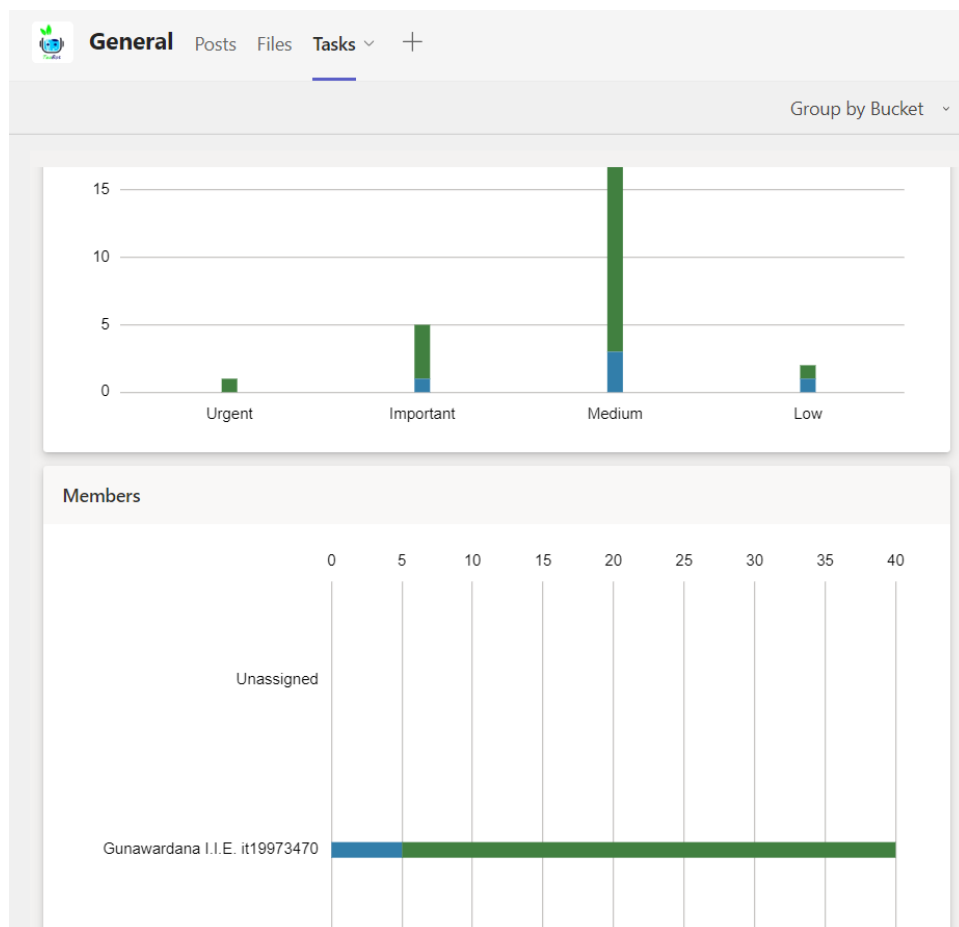 General Posts Files Tasks
Group by Bucket
15
10
5
0
Urgent Important Medium Low
Members
0 5 10 15 20 25 30 35 40
Unassigned
Gunawardana I.I.E. it19973470